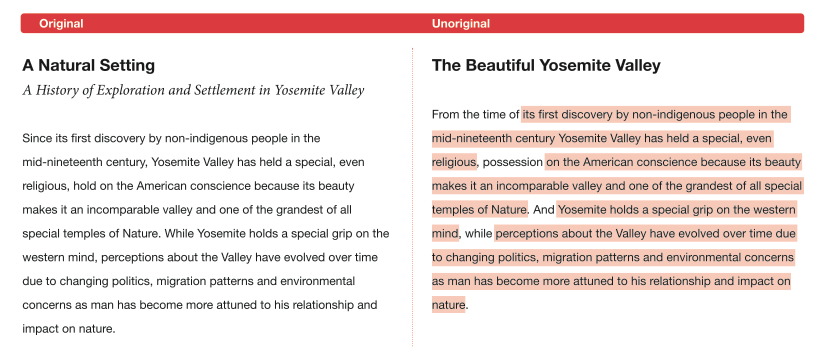 Original
Unoriginal
A Natural Setting
A History of Exploration and Settlement in Yosemite Valley
Since its first discovery by non-indigenous people in the
mid-nineteenth century, Yosemite Valley has held a special, even
religious, hold on the American conscience because its beauty
makes it an incomparable valley and one of the grandest of all
special temples of Nature. While Yosemite holds a special grip on the
western mind, perceptions about the Valley have evolved over time
due to changing politics, migration patterns and environmental
concerns as man has become more attuned to his relationship and
impact on nature.
The Beautiful Yosemite Valley
From the time of its first discovery by non-indigenous people in the
mid-nineteenth century Yosemite Valley has held a special, even
religious, possession on the American conscience because its beauty
makes it an incomparable valley and one of the grandest of all special
temples of Nature. And Yosemite holds a special grip on the western
mind, while perceptions about the Valley have evolved over time due
to changing politics, migration patterns and environmental concerns
as man has become more attuned to his relationship and impact on
nature.